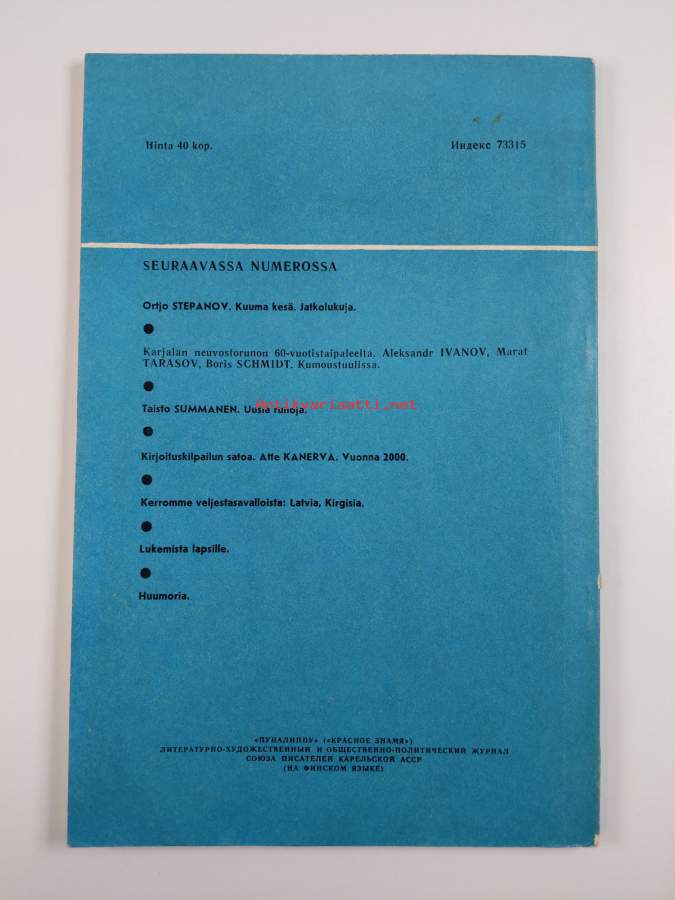 Hinta 40 kop.
Индекс 73315
SEURAAVASSA NUMEROSSA
Ortjo STEPANOV. Kuuma kesä. Jatkolukuja.
Karjalan neuvostorunon 60-vuotistaipaleelta. Aleksandr IVANOV, Marat
TARASOV, Boris SCHMIDT. Kumoustuulissa.
Antikvariaatti.net
Taisto SUMMANEN. Uusia runoja.
Kirjoituskilpailun satoa. Atte KANERVA. Vuonna 2000.
Kerromme veljestasavalloista: Latvia, Kirgisia.
Lukemista lapsille.
Huumoria.
«ПУНАЛИППУ» («КРАСНОЕ ЗНАМЯ»)
ЛИТЕРАТУРНО-ХУДОЖЕСТВЕННЫЙ И ОБЩЕСТВЕННО-ПОЛИТИЧЕСКИЙ ЖУРНАЛ
СОЮЗА ПИСАТЕЛЕЙ КАРЕЛЬСКОЙ АССР
(НА ФИНСКОМ ЯЗЫКЕ)